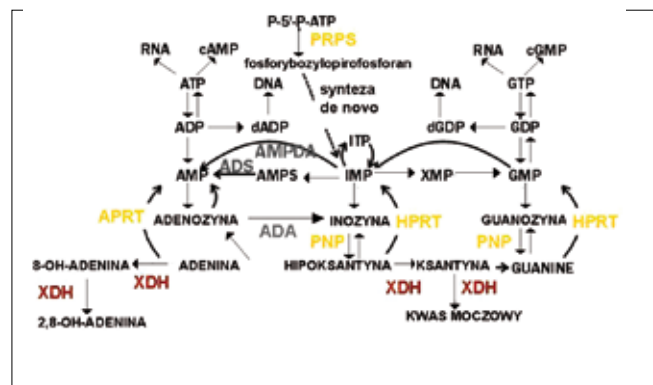 P-5'-P-ATP
PRPS
RNA cAMP fosforybozylopirofosforan RNA cGMP
ATP DNA synteza DNA GTP
de novo
ADP dADP ITP dGDP GDP
AMPDA
ADS
AMP AMPS IMP XMP GMP
APRT ADENOZYNA INOZYNA HPRT GUANOZYNA HPRT
ADA PNP PNP
8-OH-ADENINA ADENINA HIPOKSANTYNA KSANTYNA GUANINE
XDH XDH XDH XDH
2,8-OH-ADENINA KWAS MOCZOWY